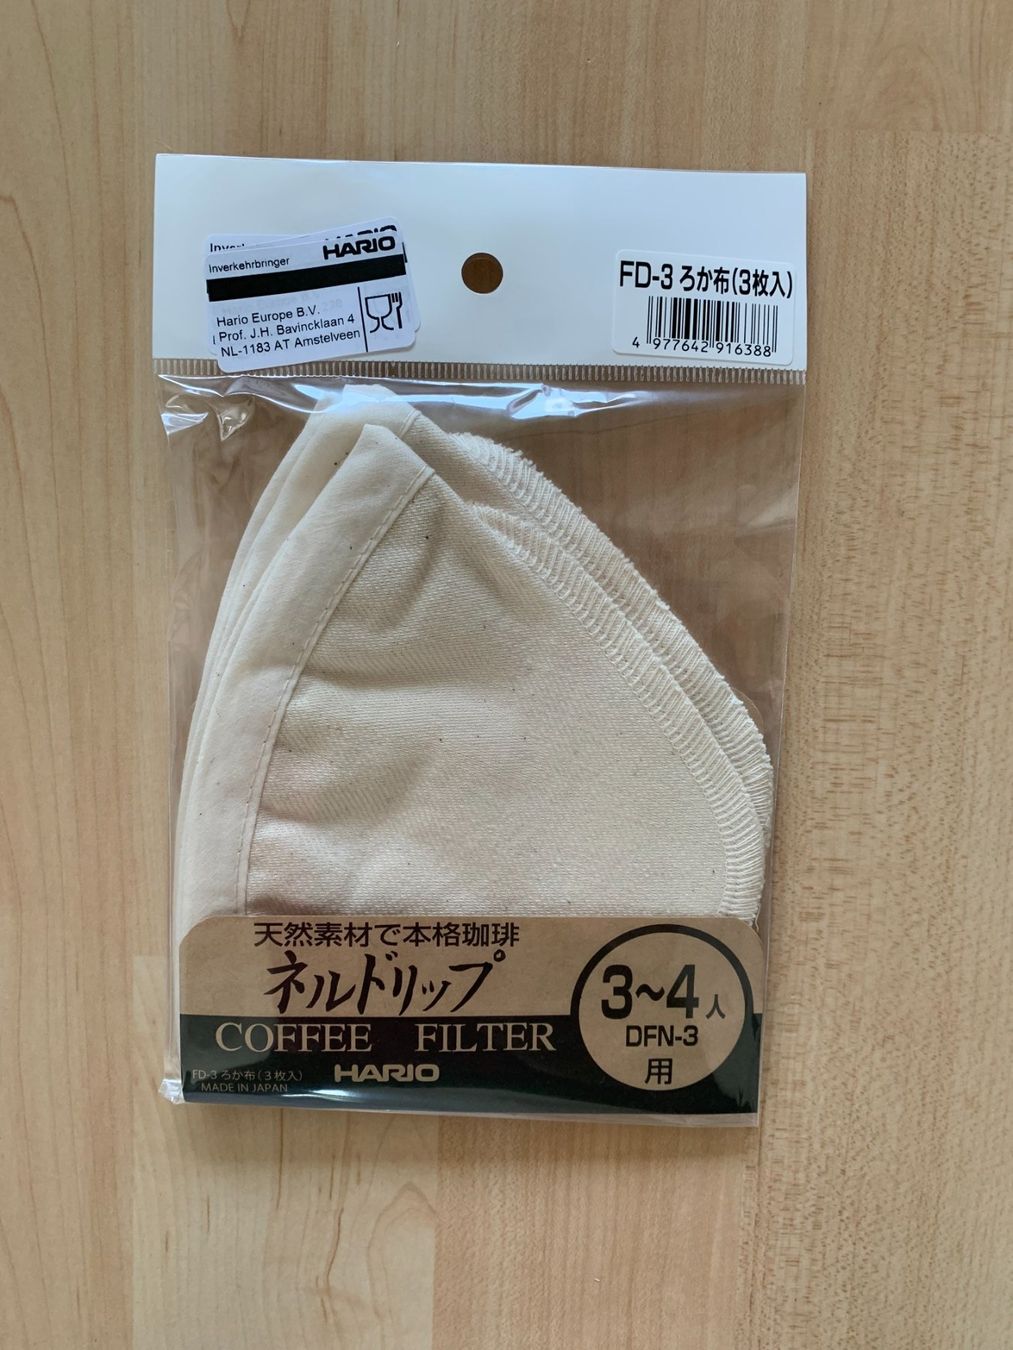 HARIO
Inverkehrbringer
Hario Europe B.V.
Prof. J.H. Bavincklaan 4
NL-1183 AT Amstelveen
FD-3 ろか布(3枚入)
4 977642 916388
天然素材で本格珈琲
ネルドリップ
COFFEE FILTER
FD-3 ろか布(3枚入)
MADE IN JAPAN
HARIO
3~4人
DFN-3
用